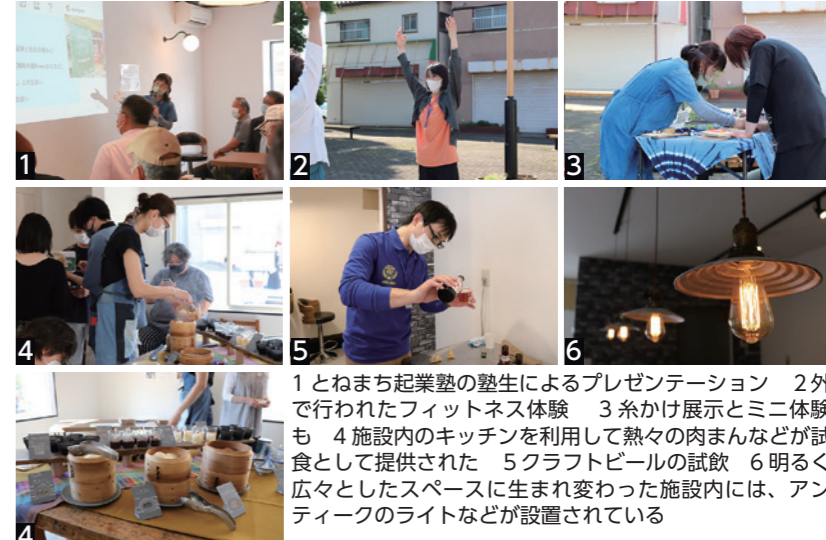 1
2
3
4
5
6
4
1 とねまち起業塾の塾生によるプレゼンテーション　2 外
で行われたフィットネス体験　3 糸かけ展示とミニ体験
も　4 施設内のキッチンを利用して熱々の肉まんなどが試
食として提供された　5 クラフトビールの試飲　6 明るく
広々としたスペースに生まれ変わった施設内には、アン
ティークのライトなどが設置されている